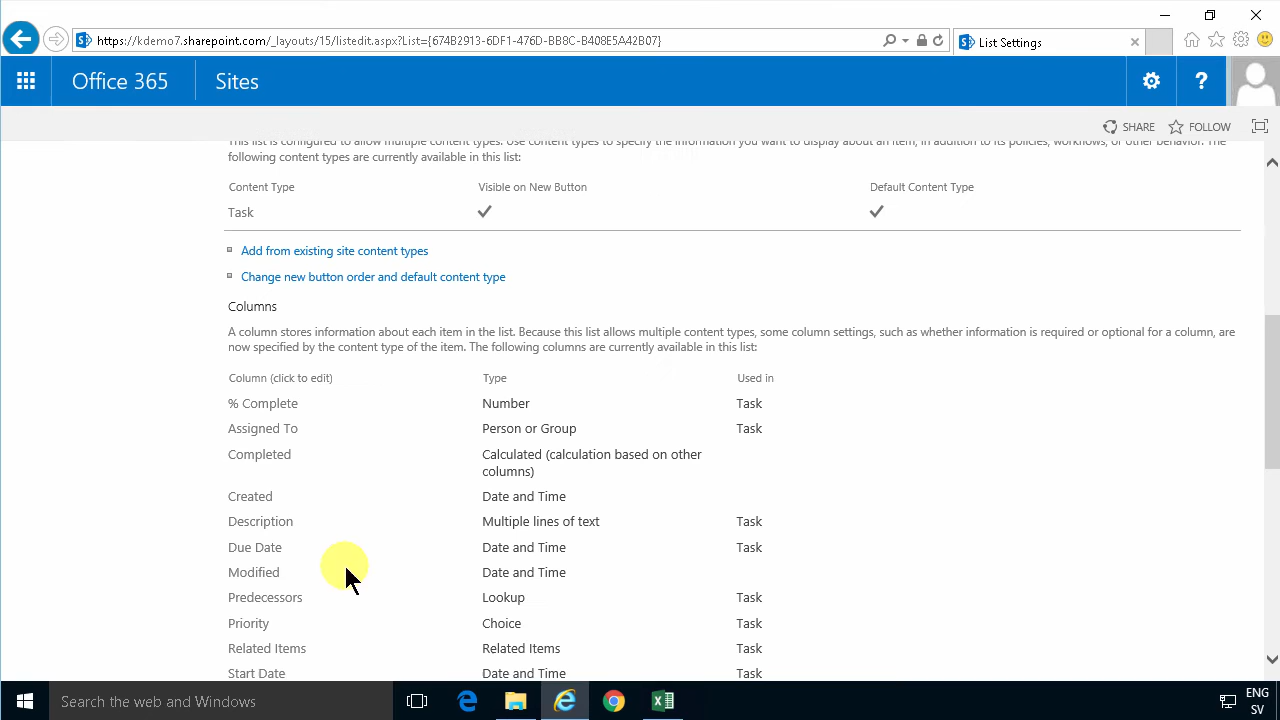 https://kdemo7.sharepoint.com/_layouts/15/listedit.aspx?List={674B2913-6DF1-476D-BB8C-B408E5A42B07}
List Settings
Office 365
Sites
?
SHARE
FOLLOW
This list is configured to allow multiple content types. Use content types to specify the information you want to display about an item, in addition to its policies, workflows, or other behavior. The
following content types are currently available in this list:
Content Type Visible on New Button Default Content Type
Task
Add from existing site content types
Change new button order and default content type
Columns
A column stores information about each item in the list. Because this list allows multiple content types, some column settings, such as whether information is required or optional for a column, are
now specified by the content type of the item. The following columns are currently available in this list:
Column (click to edit) Type Used in
% Complete Number Task
Assigned To Person or Group Task
Completed Calculated (calculation based on other
columns)
Created Date and Time
Description Multiple lines of text Task
Due Date Date and Time Task
Modified Date and Time
Predecessors Lookup Task
Priority Choice Task
Related Items Related Items Task
Start Date Date and Time Task
Search the web and Windows
ENG
SV